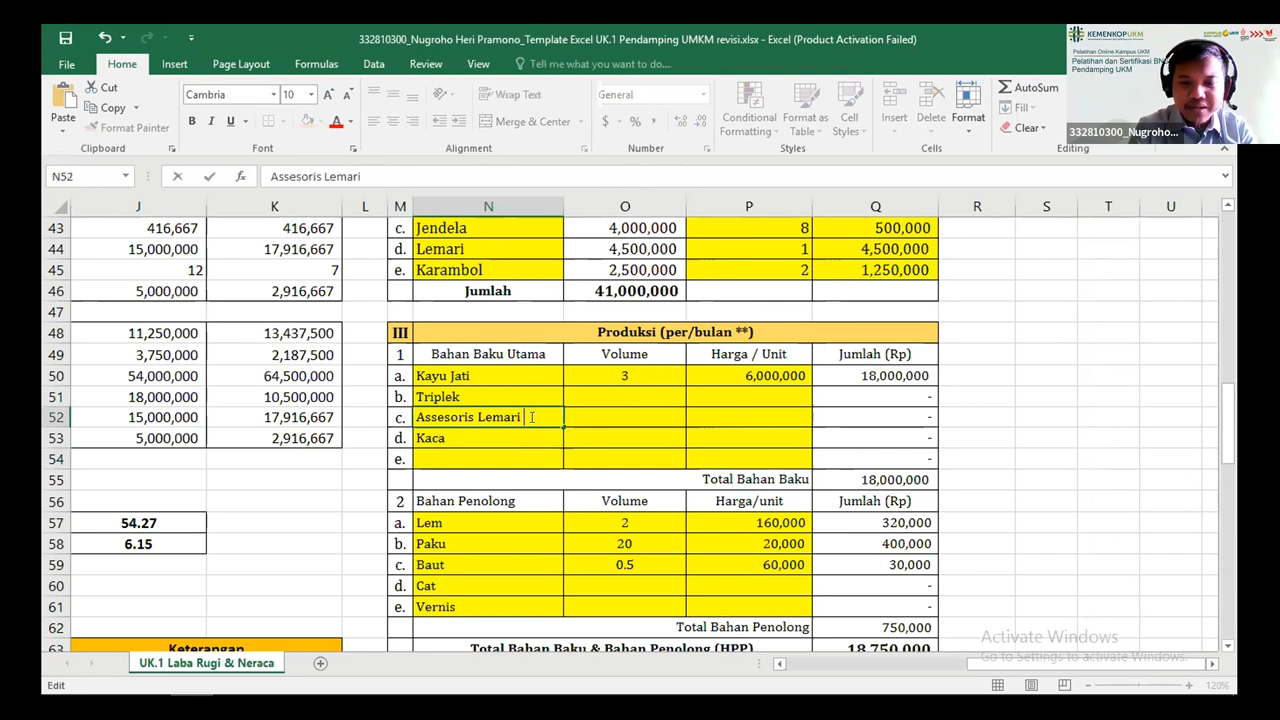 332810300_Nugroho Heri Pramono_Template Excel UK.1 Pendamping UMKM revisi.xlsx - Excel (Product Activation Failed)
KEMENKOPUKM
Pelatihan Online Kampus UKM
Pelatihan dan Sertifikasi BNS
Pendamping UKM
332810300_Nugroho...
File Home Insert Page Layout Formulas Data Review View Tell me what you want to do...
Paste
Cut
Copy
Format Painter
Clipboard
Cambria 10
B I U
Font
Wrap Text
Merge & Center
Alignment
General
$ % ,
Number
Conditional Formatting
Format as Table
Cell Styles
Styles
Insert Delete Format
Cells
AutoSum
Fill
Clear
Editing
N52 fx Assesoris Lemari
J K L M N O P Q R S T U
43 416,667 416,667 c. Jendela 4,000,000 8 500,000
44 15,000,000 17,916,667 d. Lemari 4,500,000 1 4,500,000
45 12 7 e. Karambol 2,500,000 2 1,250,000
46 5,000,000 2,916,667 Jumlah 41,000,000
47
48 11,250,000 13,437,500 III Produksi (per/bulan **)
49 3,750,000 2,187,500 1 Bahan Baku Utama Volume Harga / Unit Jumlah (Rp)
50 54,000,000 64,500,000 a. Kayu Jati 3 6,000,000 18,000,000
51 18,000,000 10,500,000 b. Triplek -
52 15,000,000 17,916,667 c. Assesoris Lemari -
53 5,000,000 2,916,667 d. Kaca -
54 e. -
55 Total Bahan Baku 18,000,000
56 2 Bahan Penolong Volume Harga/unit Jumlah (Rp)
57 54.27 a. Lem 2 160,000 320,000
58 6.15 b. Paku 20 20,000 400,000
59 c. Baut 0.5 60,000 30,000
60 d. Cat -
61 e. Vernis -
62 Total Bahan Penolong 750,000
63 Keterangan Total Bahan Baku & Bahan Penolong (HPP) 18,750,000
Activate Windows
Go to Settings to activate Windows.
UK.1 Laba Rugi & Neraca
Edit
120%